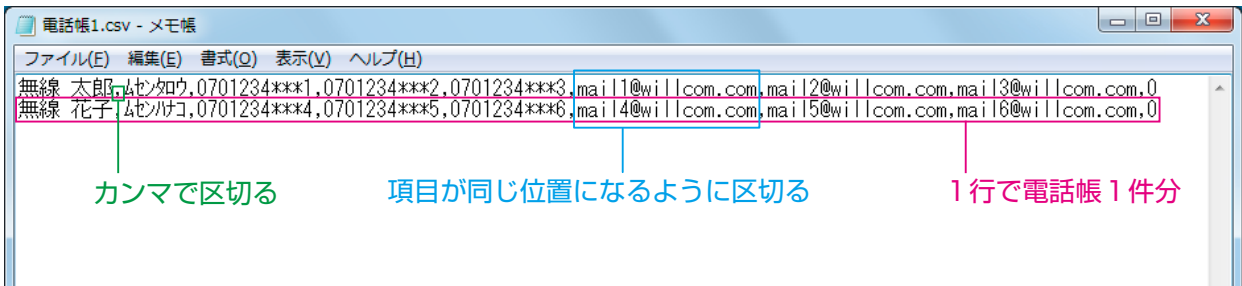 電話帳1.csv - メモ帳
ファイル(F) 編集(E) 書式(O) 表示(V) ヘルプ(H)
無線 太郎,ﾑｾﾝﾀﾛｳ,0701234***1,0701234***2,0701234***3,mail1@willcom.com,mail2@willcom.com,mail3@willcom.com,0
無線 花子,ﾑｾﾝﾊﾅｺ,0701234***4,0701234***5,0701234***6,mail4@willcom.com,mail5@willcom.com,mail6@willcom.com,0
カンマで区切る
項目が同じ位置になるように区切る
1行で電話帳1件分